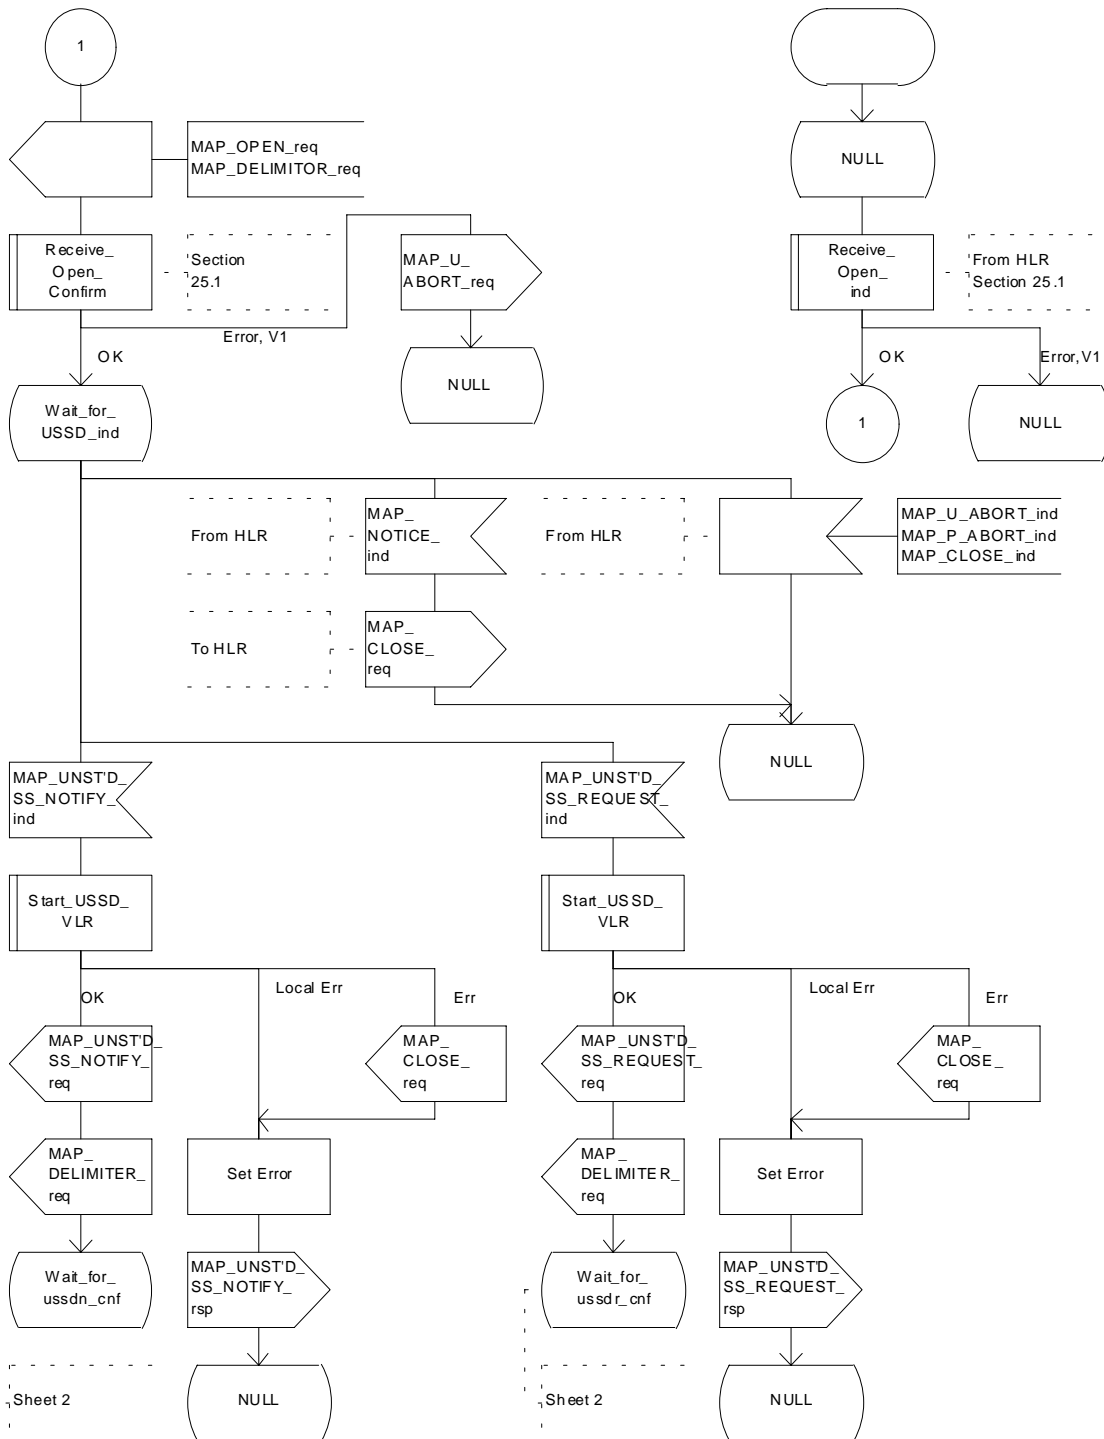 1
MAP_OPEN_req
MAP_DELIMITOR_req
NULL
Receive_
Open_
Confirm
Section
25.1
MAP_U_
ABORT_req
Receive_
Open_
ind
From HLR
Section 25.1
Error, V1
OK
OK
Error,V1
NULL
Wait_for_
USSD_ind
1
NULL
From HLR
MAP_
NOTICE_
ind
From HLR
MAP_U_ABORT_ind
MAP_P_ABORT_ind
MAP_CLOSE_ind
To HLR
MAP_
CLOSE_
req
NULL
MAP_UNST'D_
SS_NOTIFY_
ind
MAP_UNST'D_
SS_REQUEST_
ind
Start_USSD_
VLR
Start_USSD_
VLR
OK
Local Err
Err
OK
Local Err
Err
MAP_UNST'D_
SS_NOTIFY_
req
MAP_
CLOSE_
req
MAP_UNST'D_
SS_REQUEST_
req
MAP_
CLOSE_
req
MAP_
DELIMITER_
req
Set Error
MAP_
DELIMITER_
req
Set Error
Wait_for_
ussdn_cnf
MAP_UNST'D_
SS_NOTIFY_
rsp
Wait_for_
ussdr_cnf
MAP_UNST'D_
SS_REQUEST_
rsp
Sheet 2
NULL
Sheet 2
NULL